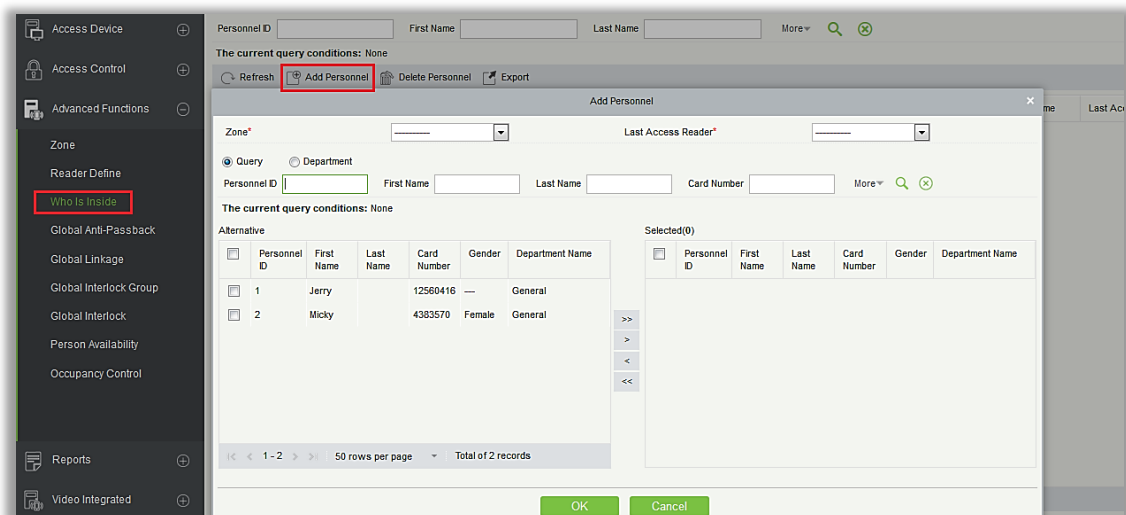 Access Device
Access Control
Advanced Functions
Zone
Reader Define
Who Is Inside
Global Anti-Passback
Global Linkage
Global Interlock Group
Global Interlock
Person Availability
Occupancy Control
Reports
Video Integrated
Personnel ID First Name Last Name More
The current query conditions: None
Refresh Add Personnel Delete Personnel Export
Add Personnel
me Last Acc
Zone* ---------- Last Access Reader* ----------
Query Department
Personnel ID First Name Last Name Card Number More
The current query conditions: None
Alternative
Personnel ID First Name Last Name Card Number Gender Department Name
1 Jerry 12560416 --- General
2 Micky 4383570 Female General
1 - 2 50 rows per page Total of 2 records
>>
>
<
<<
Selected(0)
Personnel ID First Name Last Name Card Number Gender Department Name
OK Cancel